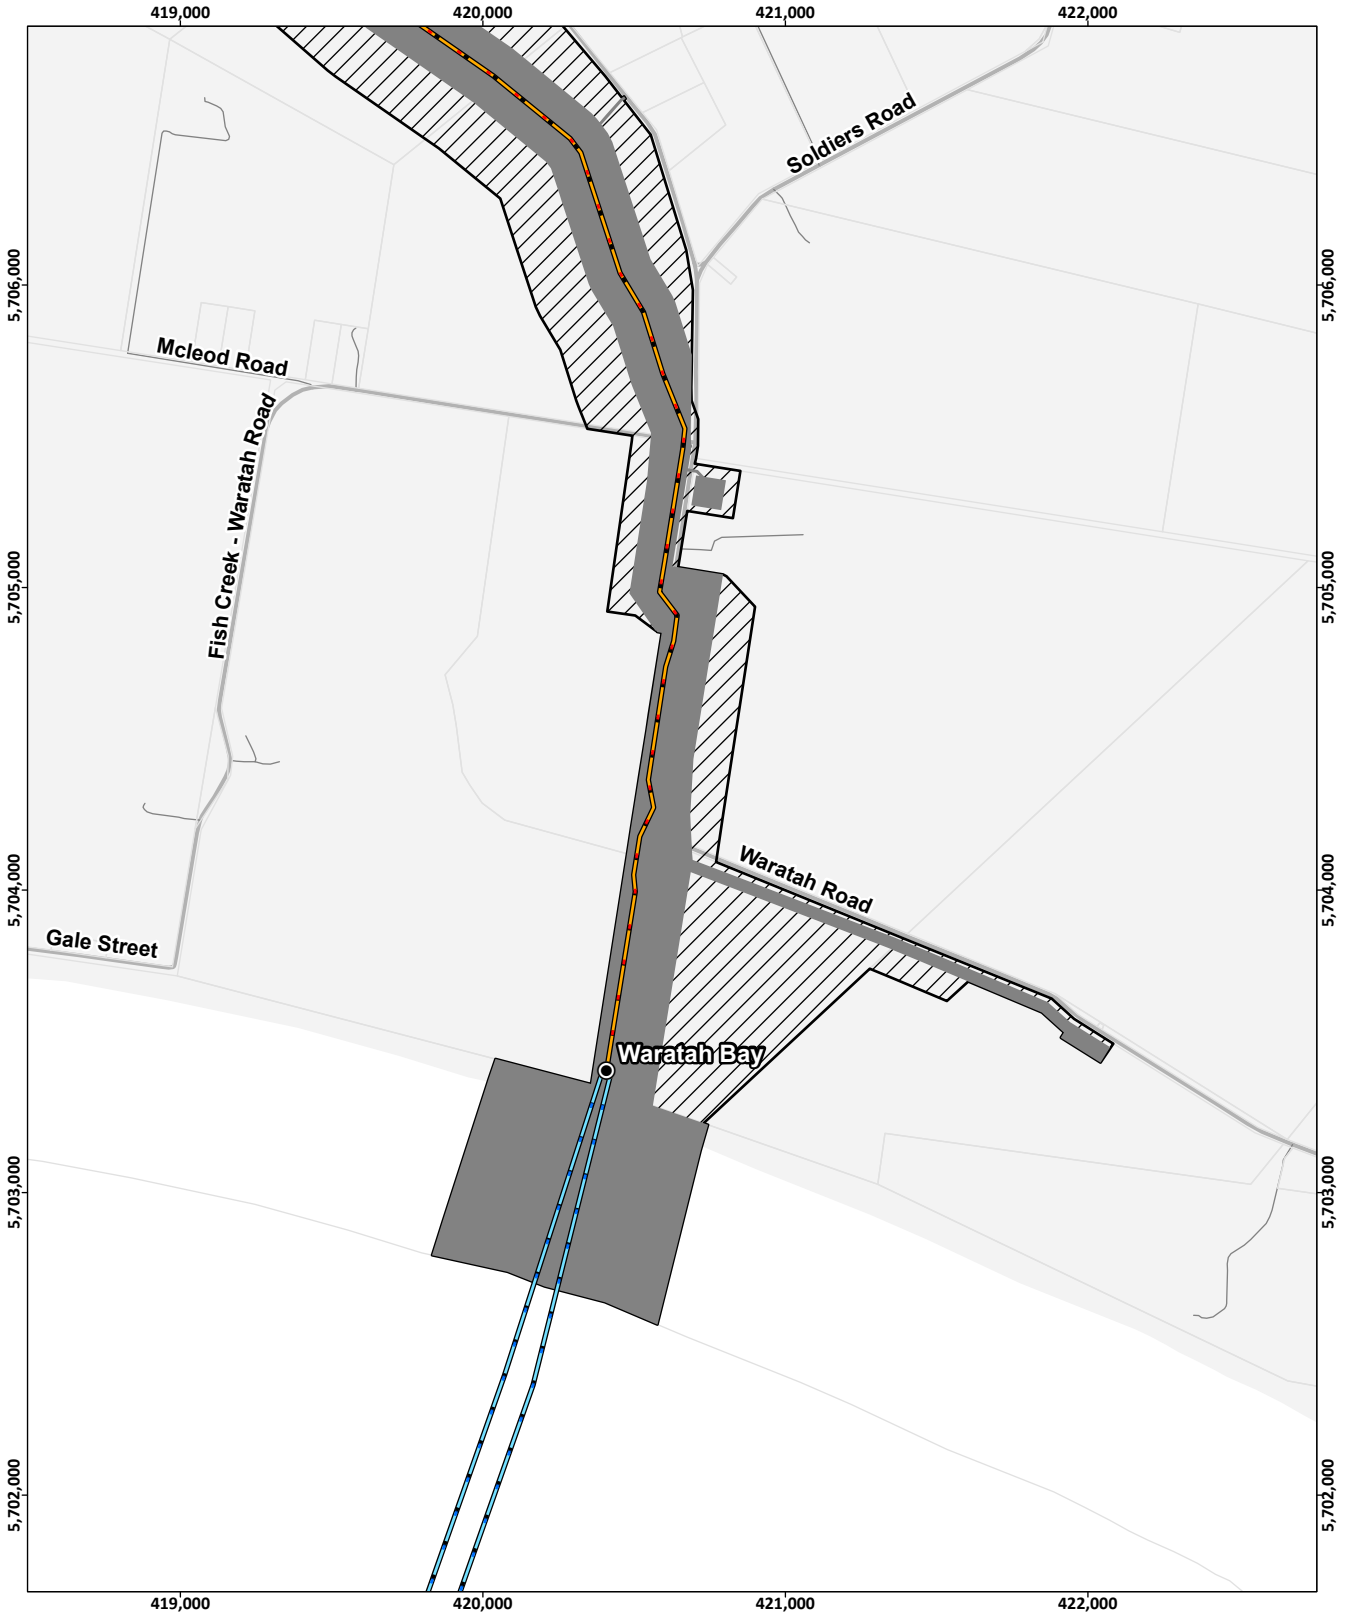 419,000 420,000 421,000 422,000
Soldiers Road
5,706,000 5,706,000
Mcleod Road
Fish Creek - Waratah Road
5,705,000 5,705,000
Waratah Road
5,704,000 5,704,000
Gale Street
Waratah Bay
5,703,000 5,703,000
5,702,000 5,702,000
419,000 420,000 421,000 422,000